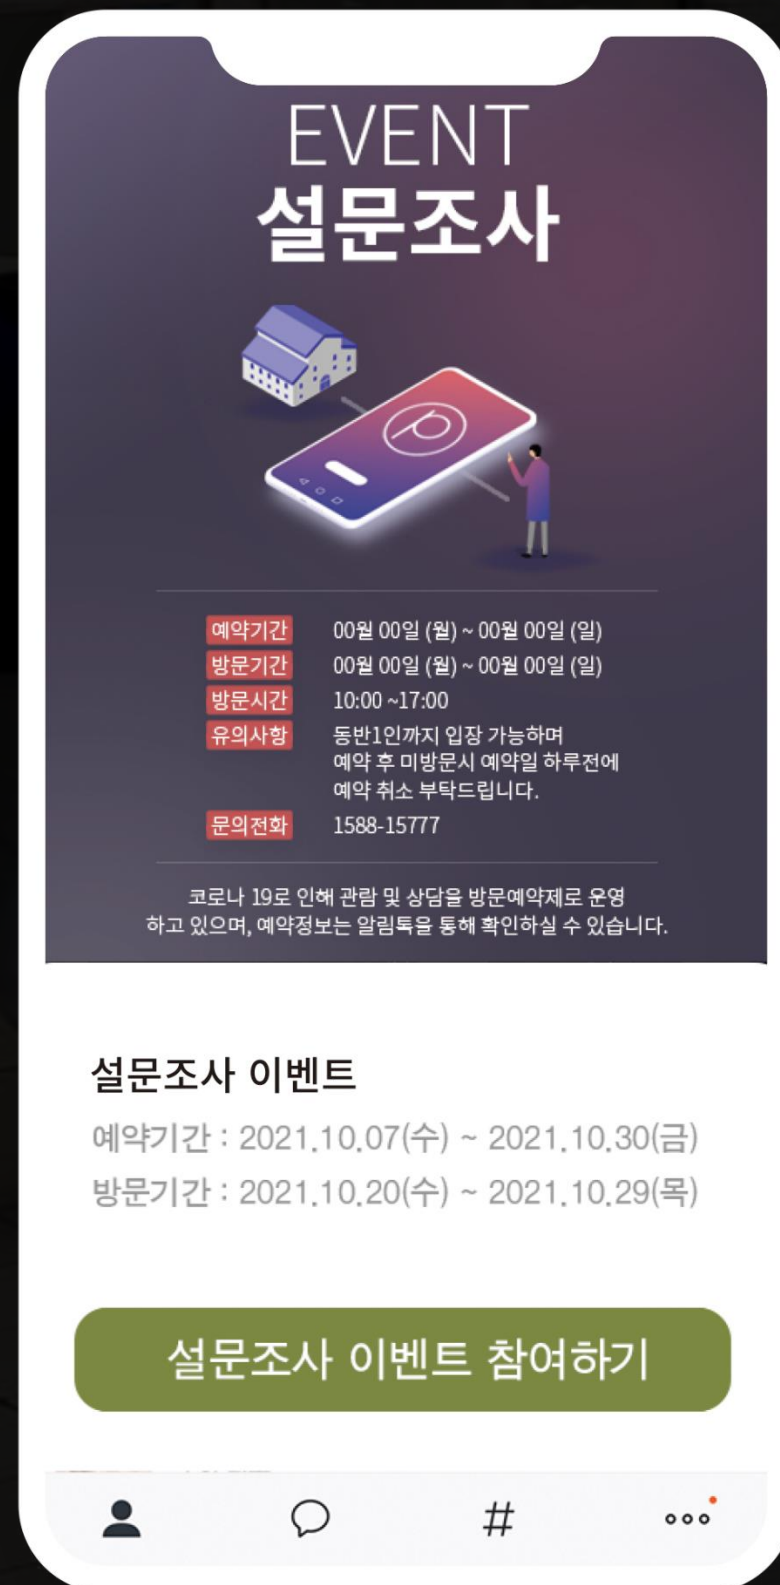 EVENT
설문조사
예약기간 00월 00일 (월) ~ 00월 00일 (일)
방문기간 00월 00일 (월) ~ 00월 00일 (일)
방문시간 10:00 ~17:00
유의사항 동반1인까지 입장 가능하며
예약 후 미방문시 예약일 하루전에
예약 취소 부탁드립니다.
문의전화 1588-15777
코로나 19로 인해 관람 및 상담을 방문예약제로 운영
하고 있으며, 예약정보는 알림톡을 통해 확인하실 수 있습니다.
설문조사 이벤트
예약기간 : 2021.10.07(수) ~ 2021.10.30(금)
방문기간 : 2021.10.20(수) ~ 2021.10.29(목)
설문조사 이벤트 참여하기
#